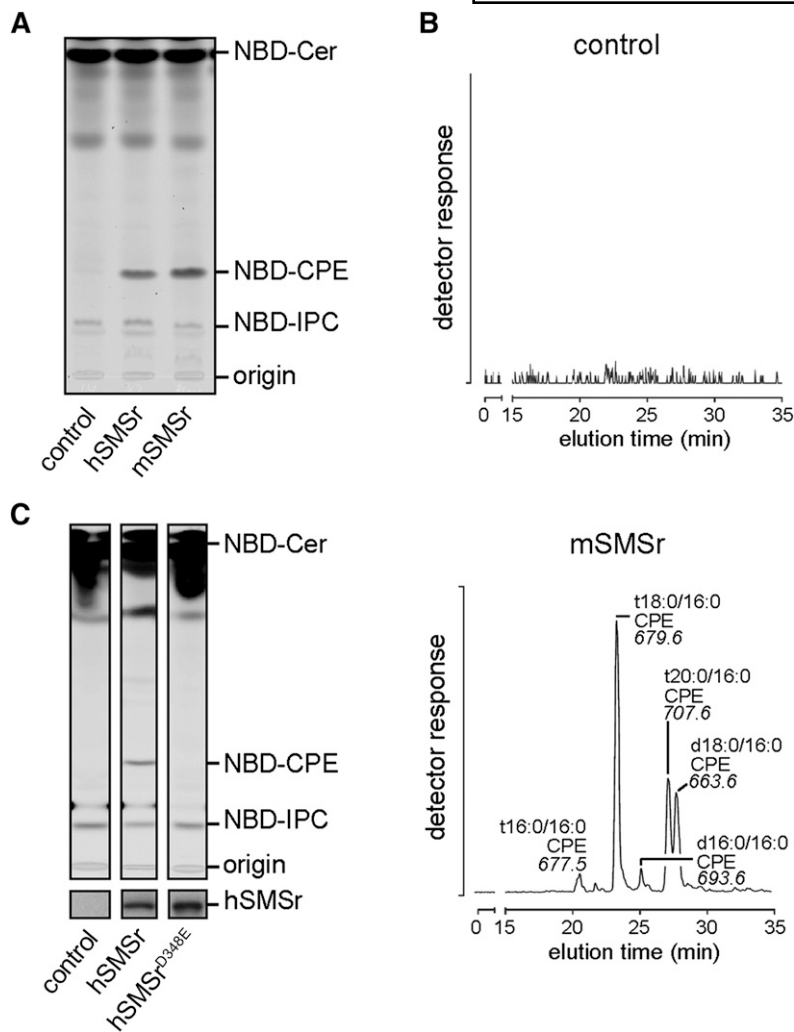 A
NBD-Cer
NBD-CPE
NBD-IPC
origin
control
hSMSr
mSMSr
B
control
detector response
0 15 20 25 30 35
elution time (min)
C
NBD-Cer
NBD-CPE
NBD-IPC
origin
hSMSr
control
hSMSr
hSMSrD348E
mSMSr
detector response
t18:0/16:0
CPE
679.6
t20:0/16:0
CPE
707.6
d18:0/16:0
CPE
663.6
t16:0/16:0
CPE
677.5
d16:0/16:0
CPE
693.6
0 15 20 25 30 35
elution time (min)